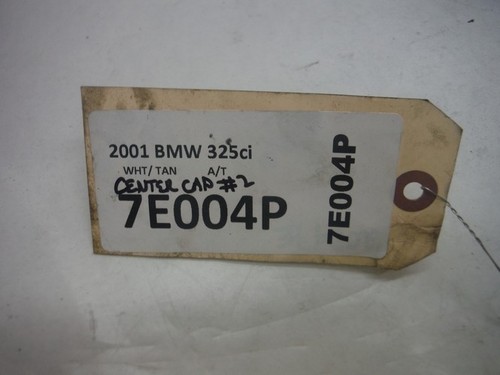 2001 BMW 325ci
WHT/ TAN A/T
CENTER CAP #2
7E004P
7E004P